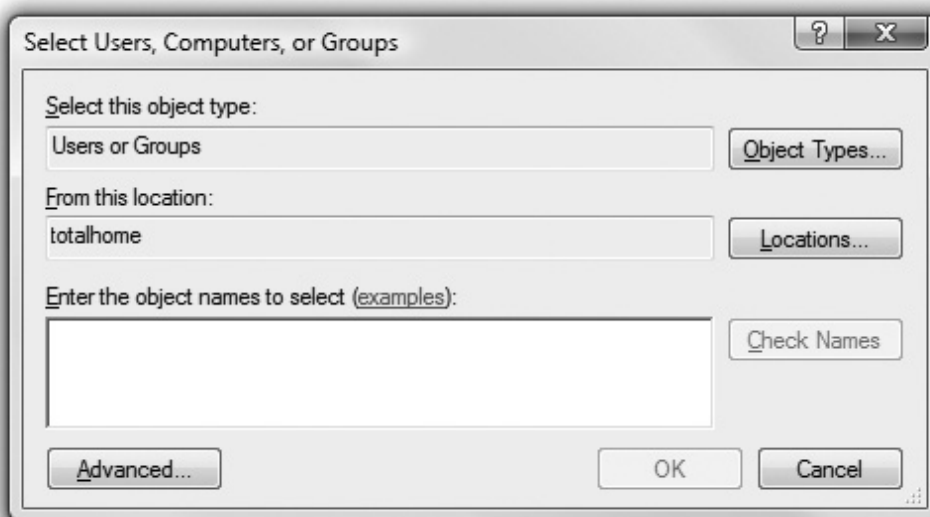 Select Users, Computers, or Groups
Select this object type:
Users or Groups
Object Types...
From this location:
totalhome
Locations...
Enter the object names to select (examples):
Check Names
Advanced...
OK
Cancel